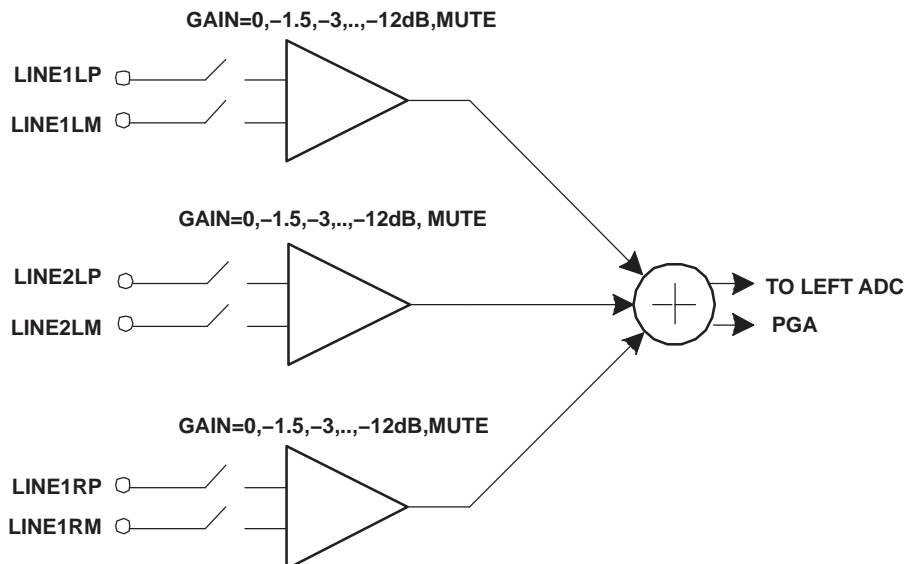 GAIN=0,−1.5,−3,..,−12dB,MUTE
LINE1LP
LINE1LM
GAIN=0,−1.5,−3,..,−12dB, MUTE
LINE2LP
LINE2LM
TO LEFT ADC
PGA
GAIN=0,−1.5,−3,..,−12dB,MUTE
LINE1RP
LINE1RM